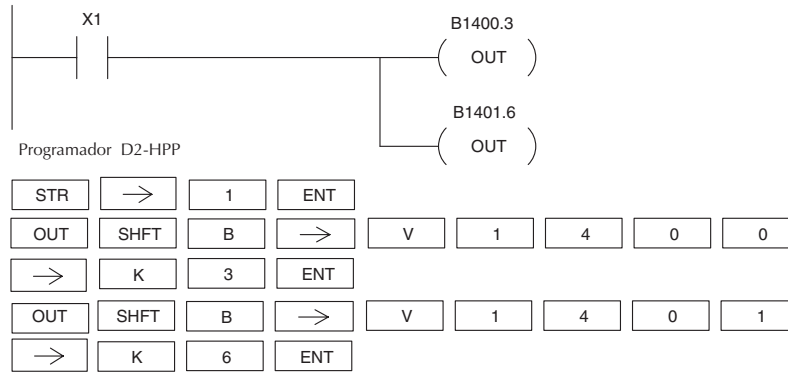 X1
B1400.3
OUT
B1401.6
OUT
Programador D2-HPP
STR → 1 ENT
OUT SHFT B → V 1 4 0 0
→ K 3 ENT
OUT SHFT B → V 1 4 0 1
→ K 6 ENT